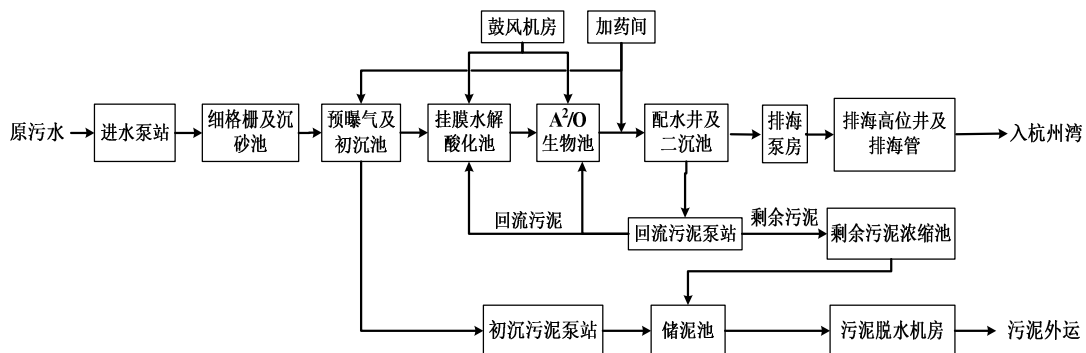 鼓风机房
加药间
原污水
进水泵站
细格栅及沉
砂池
预曝气及
初沉池
挂膜水解
酸化池
A²/O
生物池
配水井及
二沉池
排海
泵房
排海高位井及
排海管
入杭州湾
回流污泥
回流污泥泵站
剩余污泥
剩余污泥浓缩池
初沉污泥泵站
储泥池
污泥脱水机房
污泥外运